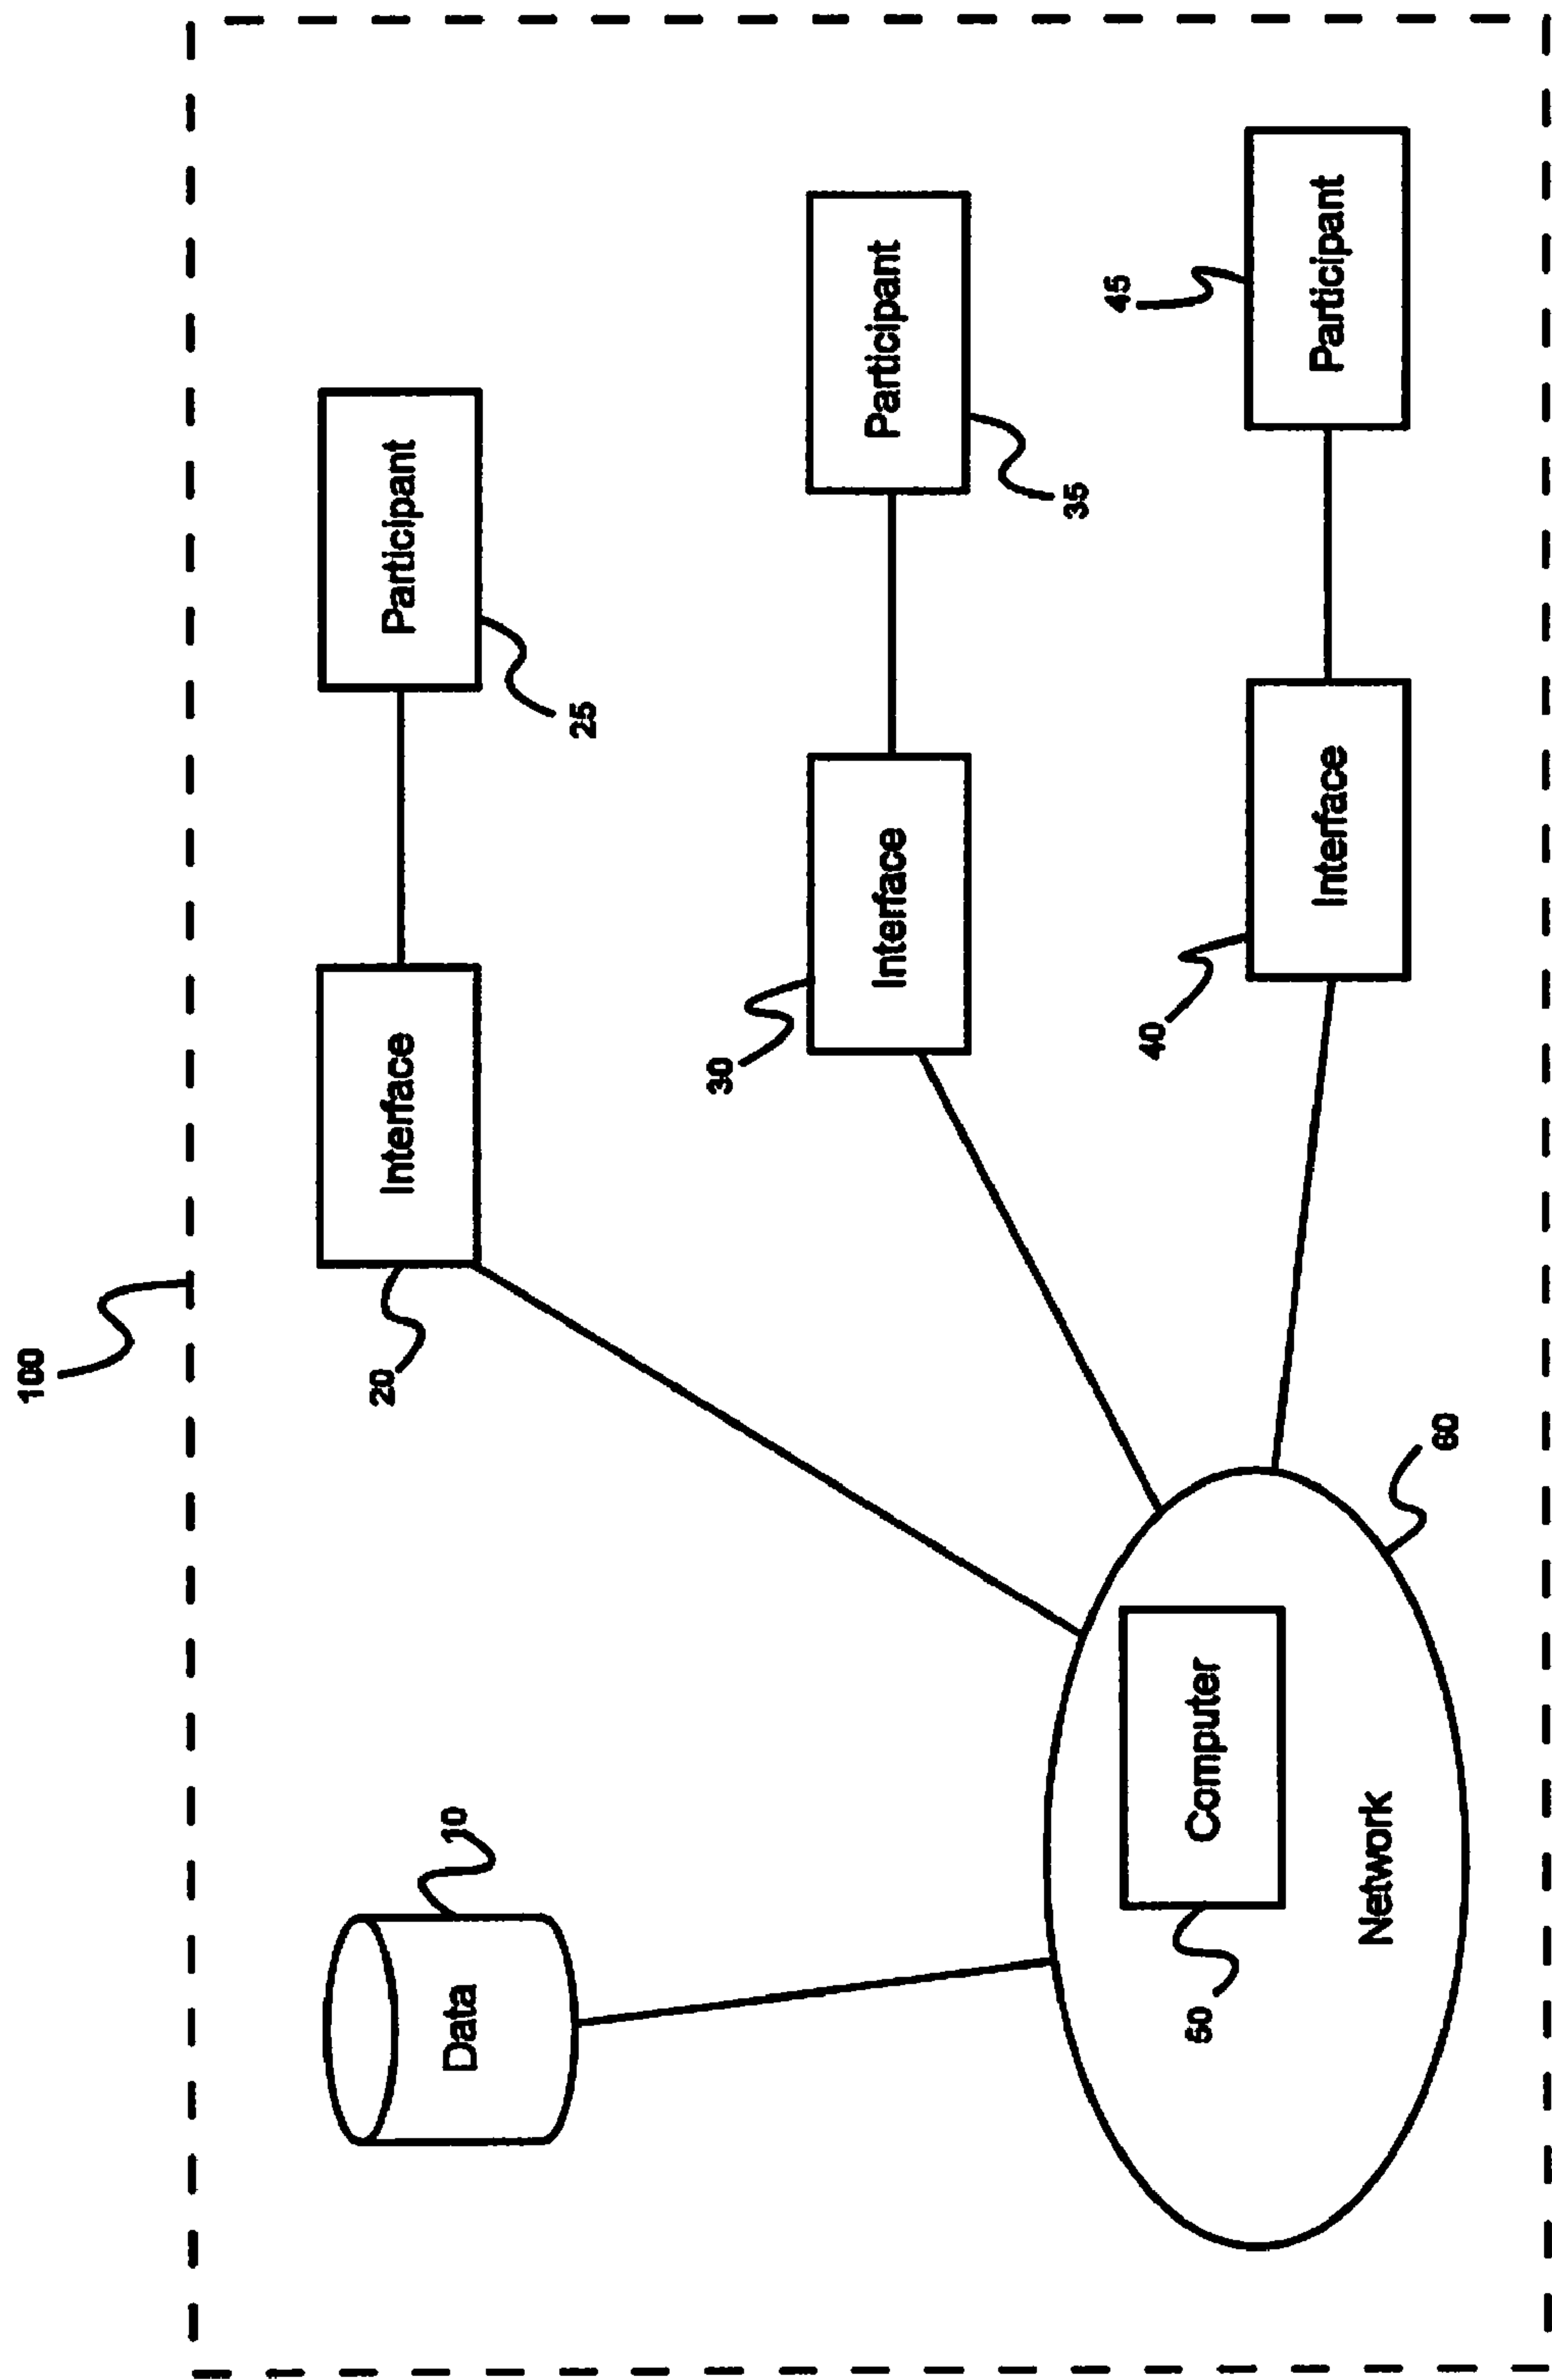 100
20
Interface
Participant
10
Data
25
30
Interface
Participant
35
45
40
50
Computer
Interface
Participant
Network
60